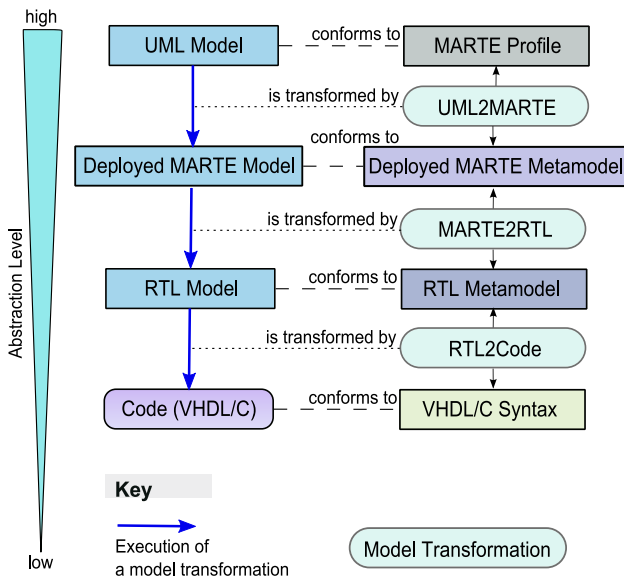 high
UML Model
conforms to
MARTE Profile
is transformed by
UML2MARTE
conforms to
Deployed MARTE Model
Deployed MARTE Metamodel
is transformed by
MARTE2RTL
Abstraction Level
conforms to
RTL Model
RTL Metamodel
is transformed by
RTL2Code
conforms to
Code (VHDL/C)
VHDL/C Syntax
Key
Execution of
a model transformation
Model Transformation
low